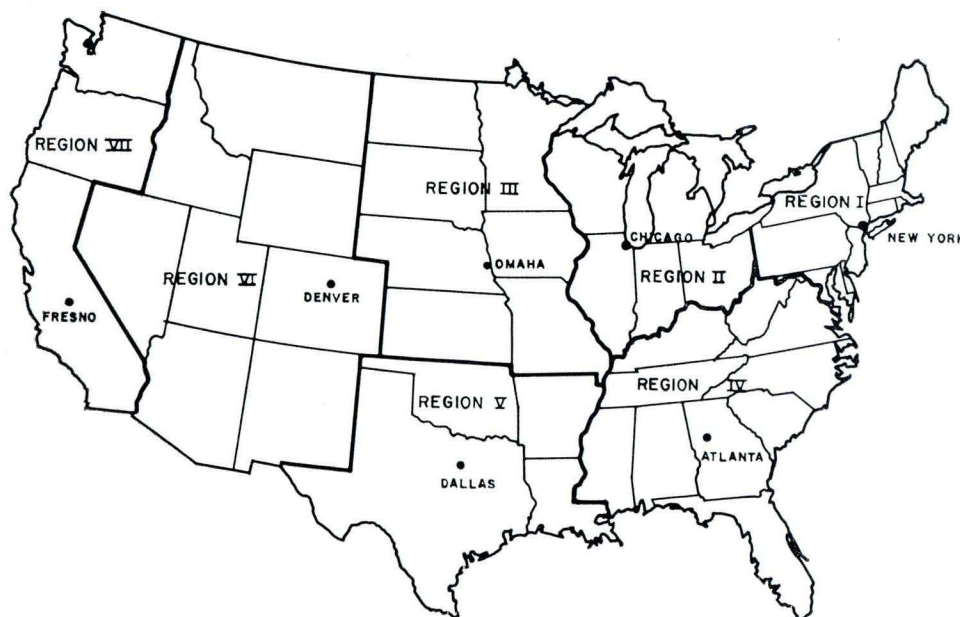 REGION VII
REGION III
REGION I
CHICAGO
NEW YORK
OMAHA
REGION VI
REGION II
DENVER
FRESNO
REGION IV
REGION V
ATLANTA
DALLAS